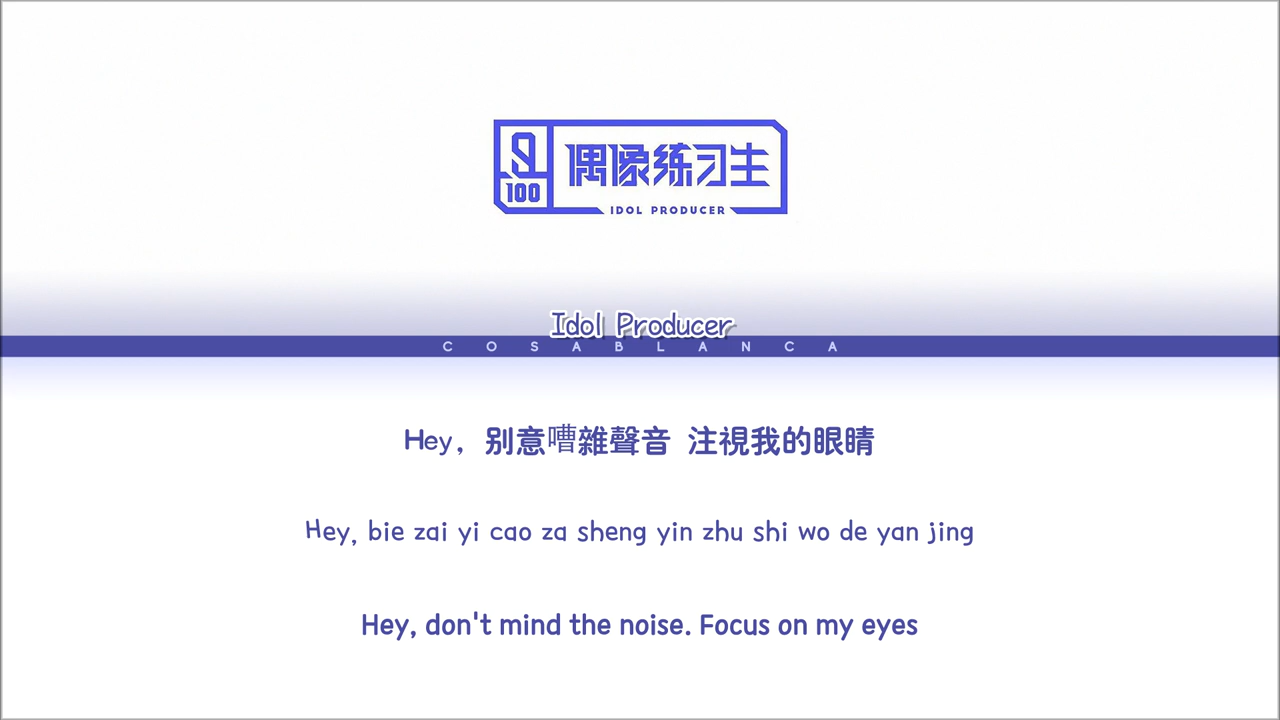 100
偶像练习生
IDOL PRODUCER
Idol Producer
COSABLANCA
Hey, 别意嘈雜聲音 注視我的眼睛
Hey, bie zai yi cao za sheng yin zhu shi wo de yan jing
Hey, don't mind the noise. Focus on my eyes